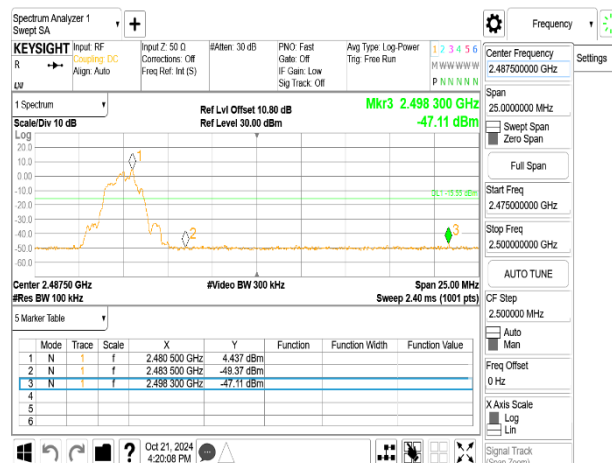 Spectrum Analyzer 1
Swept SA
Frequency
KEYSIGHT
R
Input: RF
Coupling: DC
Align: Auto
Input Z: 50 Ω
Corrections: Off
Freq Ref: Int (S)
#Atten: 30 dB
PNO: Fast
Gate: Off
IF Gain: Low
Sig Track: Off
Avg Type: Log-Power
Trig: Free Run
1 2 3 4 5 6
M W W W W W
P N N N N N
Settings
1 Spectrum
Scale/Div 10 dB
Ref Lvl Offset 10.80 dB
Ref Level 30.00 dBm
Mkr3 2.498 300 GHz
-47.11 dBm
Log
20.0
10.0
0.00
-10.0
-20.0
-30.0
-40.0
-50.0
-60.0
1
2
3
Center 2.48750 GHz
#Res BW 100 kHz
#Video BW 300 kHz
Span 25.00 MHz
Sweep 2.40 ms (1001 pts)
5 Marker Table
Mode Trace Scale X Y Function Function Width Function Value
1 N 1 f 2.480 500 GHz 4.437 dBm
2 N 1 f 2.483 500 GHz -49.37 dBm
3 N 1 f 2.498 300 GHz -47.11 dBm
4
5
6
Oct 21, 2024
4:20:08 PM
Center Frequency
2.487500000 GHz
Span
25.0000000 MHz
Swept Span
Zero Span
Full Span
Start Freq
2.475000000 GHz
Stop Freq
2.500000000 GHz
AUTO TUNE
CF Step
2.500000 MHz
Auto
Man
Freq Offset
0 Hz
X Axis Scale
Log
Lin
Signal Track
(Span Zoom)